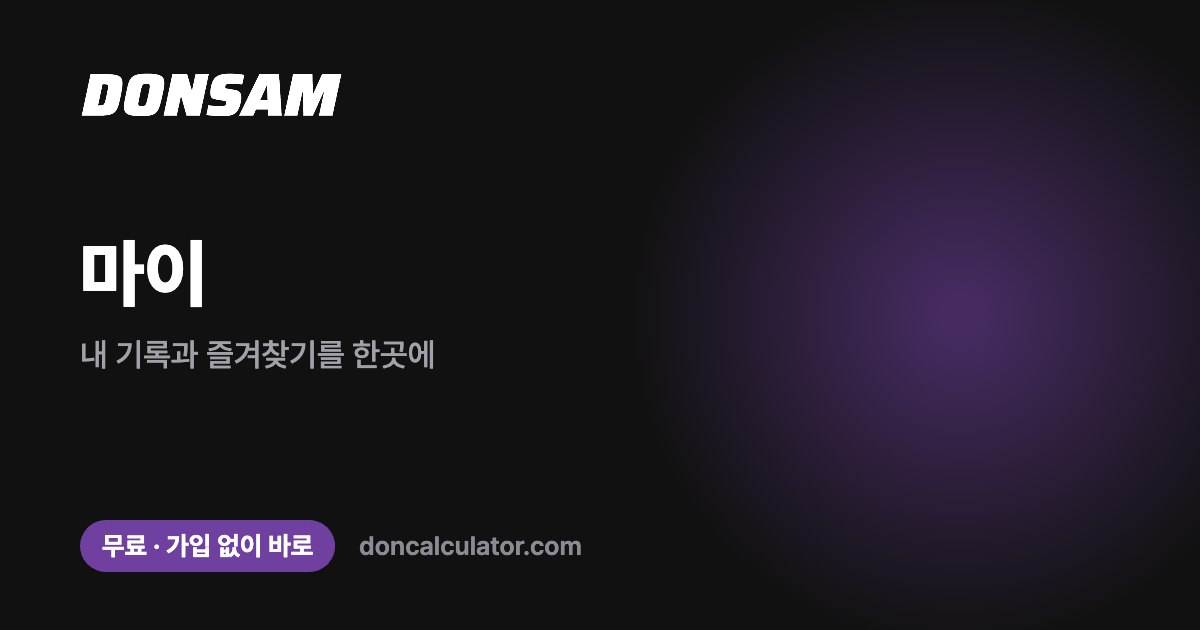 DONSAM
마이
내 기록과 즐겨찾기를 한곳에
무료 · 가입 없이 바로
doncalculator.com